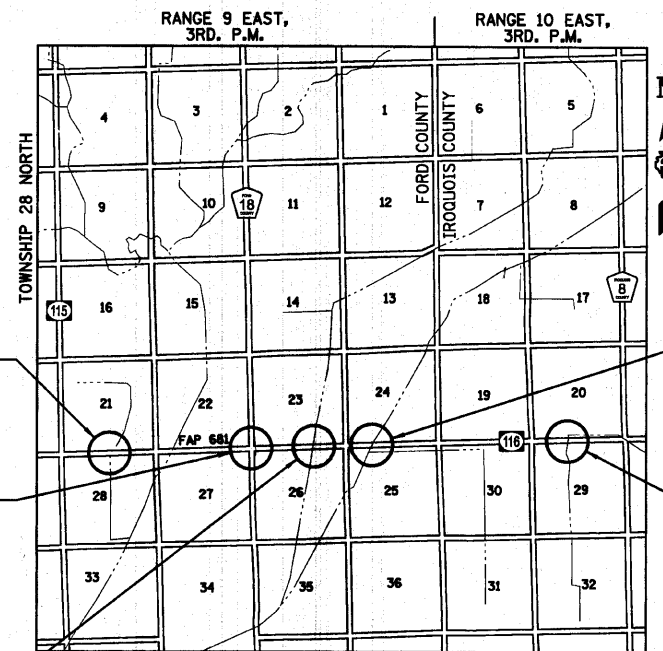 RANGE 9 EAST,
3RD. P.M.
RANGE 10 EAST,
3RD. P.M.
TOWNSHIP 28 NORTH
FORD COUNTY
IROQUOIS COUNTY
4 3 2 1 6 5
9 10 11 12 7 8
18
COUNTY
16 15 14 13 18 17
115
8
COUNTY
21 22 23 24 19 20
FAP 681
116
28 27 26 25 30 29
33 34 35 36 31 32